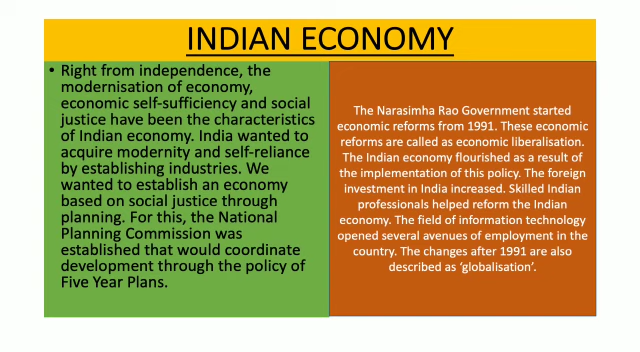 INDIAN ECONOMY
• Right from independence, the
modernisation of economy,
economic self-sufficiency and social
justice have been the characteristics
of Indian economy. India wanted to
acquire modernity and self-reliance
by establishing industries. We
wanted to establish an economy
based on social justice through
planning. For this, the National
Planning Commission was
established that would coordinate
development through the policy of
Five Year Plans.
The Narasimha Rao Government started
economic reforms from 1991. These economic
reforms are called as economic liberalisation.
The Indian economy flourished as a result of
the implementation of this policy. The foreign
investment in India increased. Skilled Indian
professionals helped reform the Indian
economy. The field of information technology
opened several avenues of employment in the
country. The changes after 1991 are also
described as ‘globalisation’.